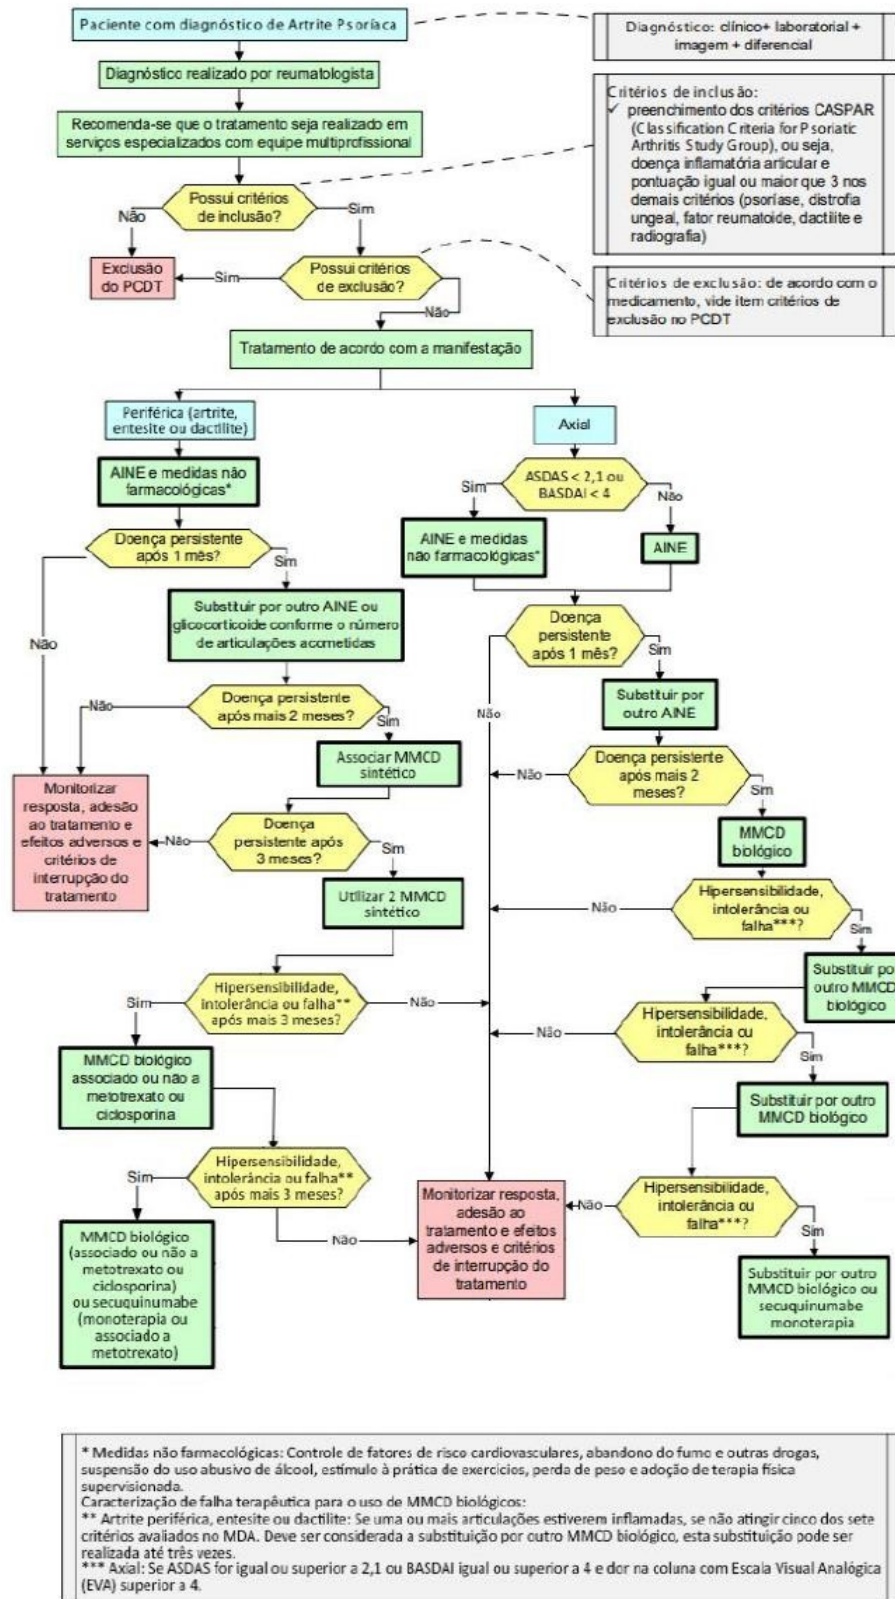 Paciente com diagnóstico de Artrite Psoríaca
Diagnóstico: clínico+ laboratorial +
imagem + diferencial
Diagnóstico realizado por reumatologista
Recomenda-se que o tratamento seja realizado em
serviços especializados com equipe multiprofissional
Critérios de inclusão:
✓ preenchimento dos critérios CASPAR
(Classification Criteria for Psoriatic
Arthritis Study Group), ou seja,
doença inflamatória articular e
pontuação igual ou maior que 3 nos
demais critérios (psoríase, distrofia
ungeal, fator reumatoide, dactilite e
radiografia)
Possui critérios
de inclusão?
Não
Sim
Exclusão
do PCDT
Sim
Possui critérios
de exclusão?
Não
Critérios de exclusão: de acordo com o
medicamento, vide item critérios de
exclusão no PCDT
Tratamento de acordo com a manifestação
Periférica (artrite,
entesite ou dactilite)
AINE e medidas não
farmacológicas*
Doença persistente
após 1 mês?
Sim
Não
Substituir por outro AINE ou
glicocorticoide conforme o número
de articulações acometidas
Doença persistente
após mais 2 meses?
Não
Sim
Associar MMCD
sintético
Monitorizar
resposta, adesão
ao tratamento e
efeitos adversos e
critérios de
interrupção do
tratamento
Não
Doença
persistente após
3 meses?
Sim
Utilizar 2 MMCD
sintético
Hipersensibilidade,
intolerância ou falha**
após mais 3 meses?
Sim
Não
MMCD biológico
associado ou não a
metotrexato ou
ciclosporina
Hipersensibilidade,
intolerância ou falha**
após mais 3 meses?
Sim
Não
MMCD biológico
(associado ou não a
metotrexato ou
ciclosporina)
ou secuquinumabe
(monoterapia ou
associado a
metotrexato)
Axial
ASDAS < 2,1 ou
BASDAI < 4
Sim
Não
AINE e medidas
não farmacológicas*
AINE
Doença
persistente
após 1 mês?
Sim
Não
Substituir por
outro AINE
Doença persistente
após mais 2
meses?
Não
Sim
MMCD
biológico
Hipersensibilidade,
intolerância ou
falha***?
Não
Sim
Substituir po
outro MMCD
biológico
Hipersensibilidade,
intolerância ou
falha***?
Não
Sim
Substituir por outro
MMCD biológico
Hipersensibilidade,
intolerância ou
falha***?
Não
Sim
Monitorizar resposta,
adesão ao
tratamento e efeitos
adversos e critérios
de interrupção do
tratamento
Substituir por outro
MMCD biológico ou
secuquinumabe
monoterapia
* Medidas não farmacológicas: Controle de fatores de risco cardiovasculares, abandono do fumo e outras drogas,
suspensão do uso abusivo de álcool, estímulo à prática de exercicios, perda de peso e adoção de terapia física
supervisionada.
Caracterização de falha terapêutica para o uso de MMCD biológicos:
** Artrite periférica, entesite ou dactilite: Se uma ou mais articulações estiverem inflamadas, se não atingir cinco dos sete
critérios avaliados no MDA. Deve ser considerada a substituição por outro MMCD biológico, esta substituição pode ser
realizada até três vezes.
*** Axial: Se ASDAS for igual ou superior a 2,1 ou BASDAI igual ou superior a 4 e dor na coluna com Escala Visual Analógica
(EVA) superior a 4.